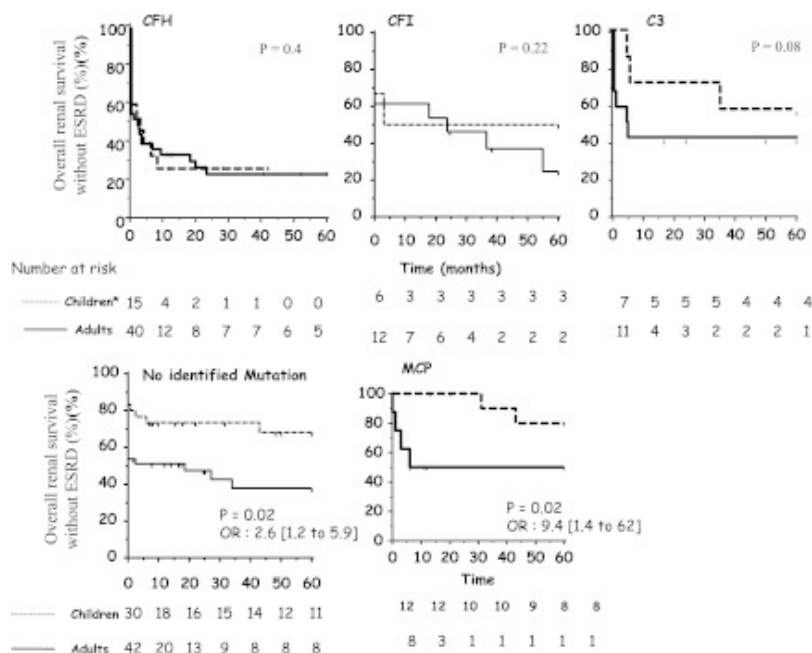 CFH
CFI
C3
P = 0.4
P = 0.22
P = 0.08
Overall renal survival
without ESRD (%)(%)
100
80
60
40
20
0
0 10 20 30 40 50 60
100
80
60
40
20
0
0 10 20 30 40 50 60
100
80
60
40
20
0
0 10 20 30 40 50 60
Number at risk
Time (months)
Children* 15 4 2 1 1 0 0
6 3 3 3 3 3 3
7 5 5 5 4 4 4
Adults 40 12 8 7 7 6 5
12 7 6 4 2 2 2
11 4 3 2 2 2 1
No identified Mutation
MCP
Overall renal survival
without ESRD (%)(%)
100
80
60
40
20
0
P = 0.02
OR : 2.6 [1.2 to 5.9]
0 10 20 30 40 50 60
100
80
60
40
20
0
P = 0.02
OR : 9.4 [1.4 to 62]
0 10 20 30 40 50 60
Time
Children 30 18 16 15 14 12 11
12 12 10 10 9 8 8
Adults 42 20 13 9 8 8 8
8 3 1 1 1 1 1